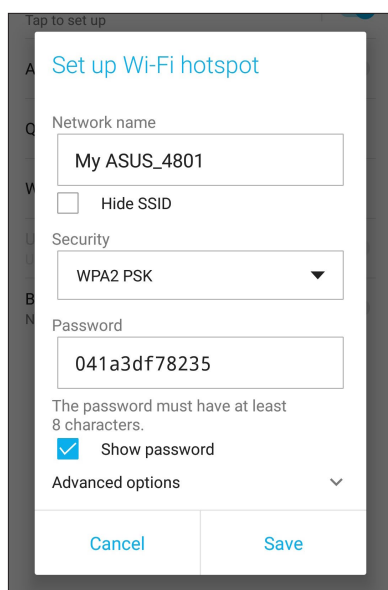 Tap to set up
A
Set up Wi-Fi hotspot
Q
Network name
My ASUS_4801
W
Hide SSID
U
Security
U
WPA2 PSK
B
N
Password
041a3df78235
The password must have at least
8 characters.
Show password
Advanced options
Cancel
Save